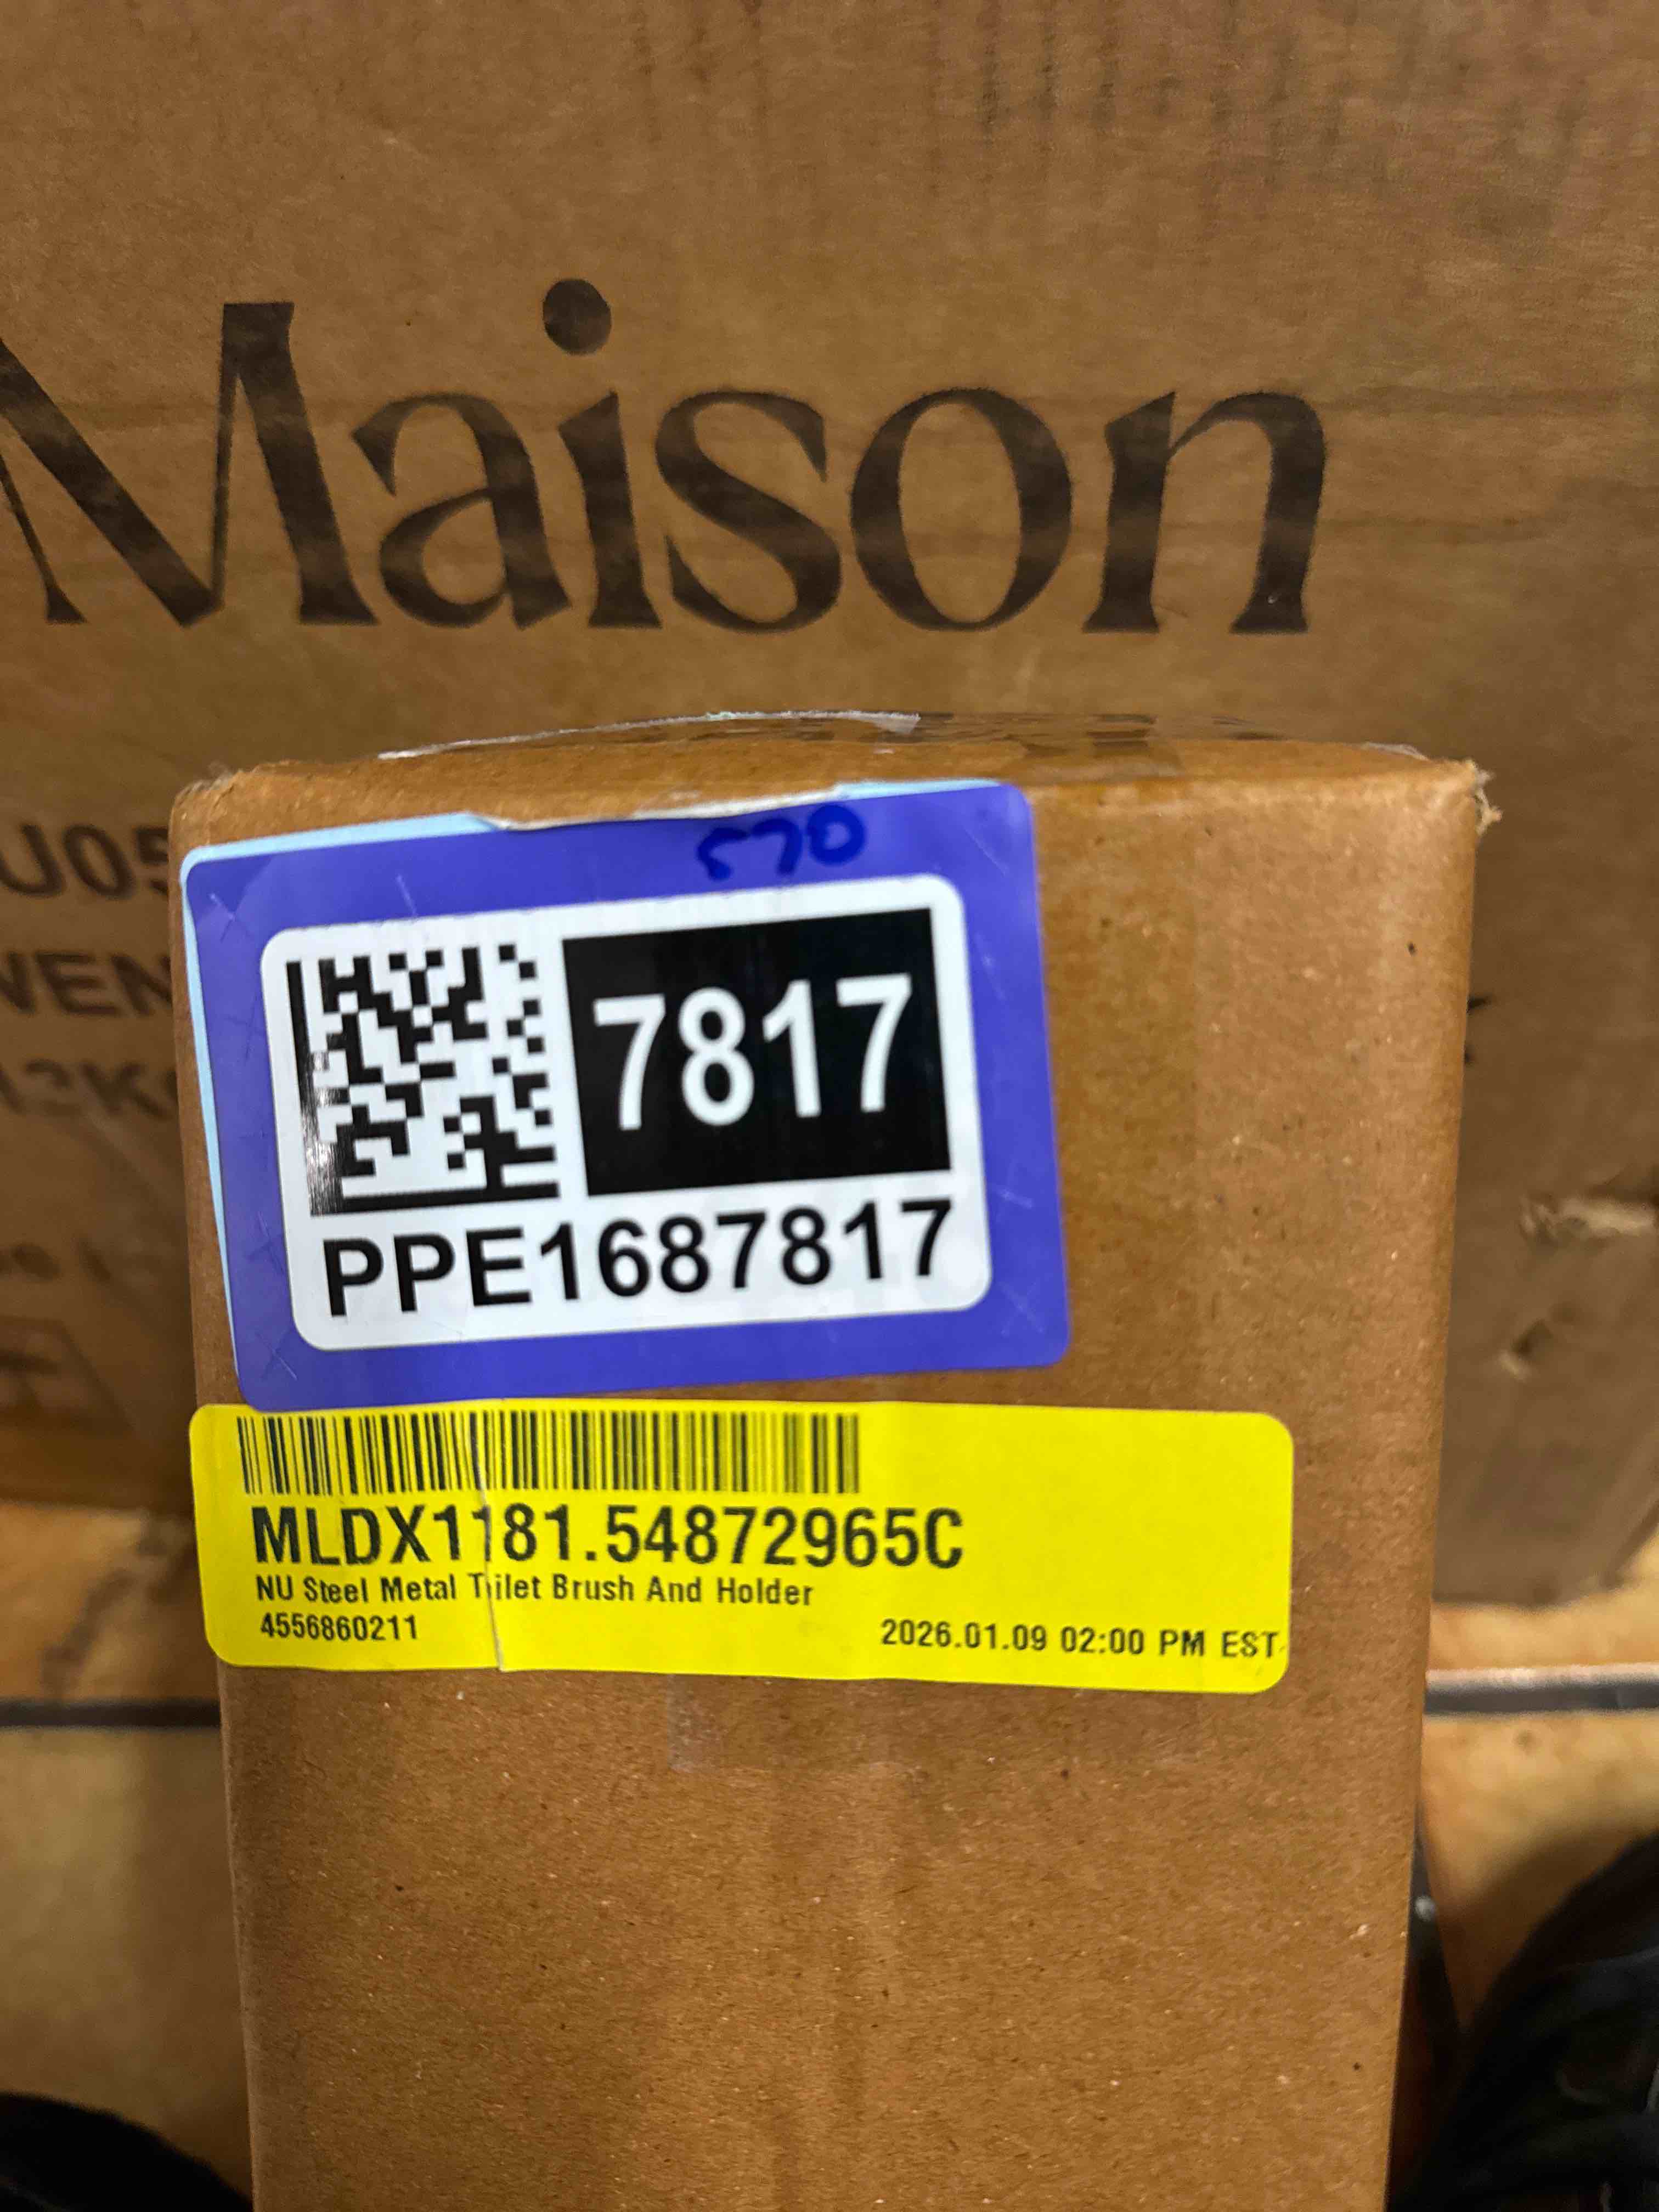 Maison
570
7817
PPE1687817
MLDX1181.54872965C
NU Steel Metal Toilet Brush And Holder
4556860211
2026.01.09 02:00 PM EST